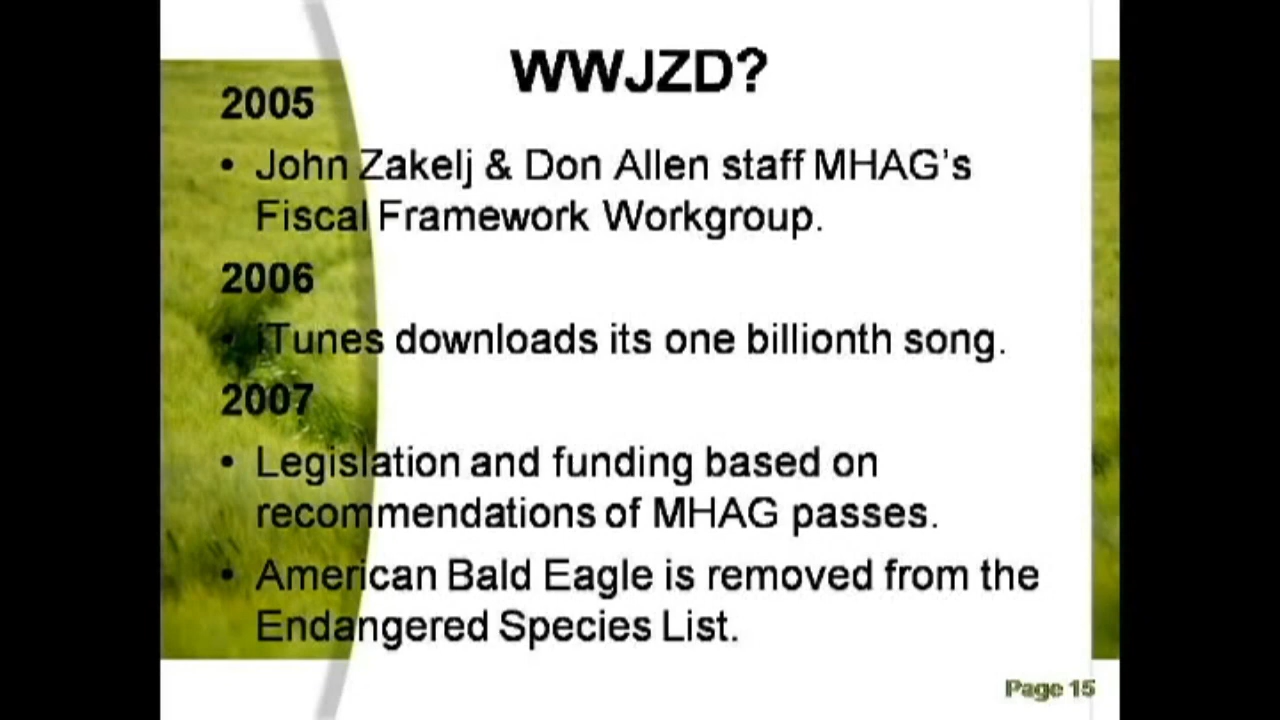 WWJZD?
2005
• John Zakelj & Don Allen staff MHAG's
Fiscal Framework Workgroup.
2006
• iTunes downloads its one billionth song.
2007
• Legislation and funding based on
recommendations of MHAG passes.
• American Bald Eagle is removed from the
Endangered Species List.
Page 15